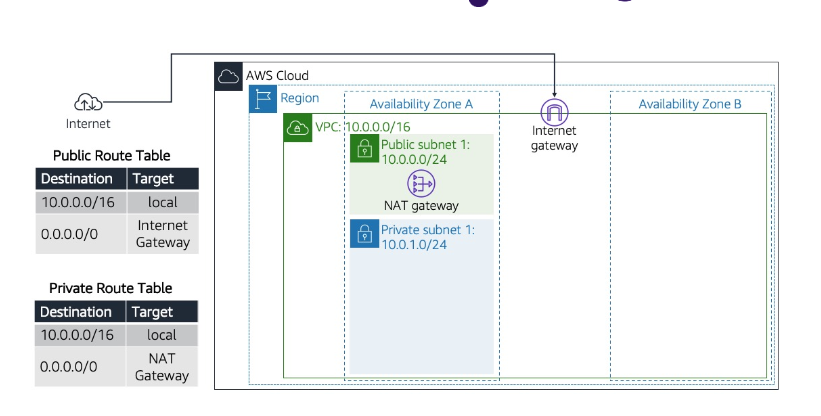 AWS Cloud
Region
Availability Zone A
Availability Zone B
Internet
Internet
gateway
VPC: 10.0.0.0/16
Public subnet 1:
10.0.0.0/24
NAT gateway
Private subnet 1:
10.0.1.0/24
Public Route Table
Destination Target
10.0.0.0/16 local
0.0.0.0/0 Internet
Gateway
Private Route Table
Destination Target
10.0.0.0/16 local
0.0.0.0/0 NAT
Gateway